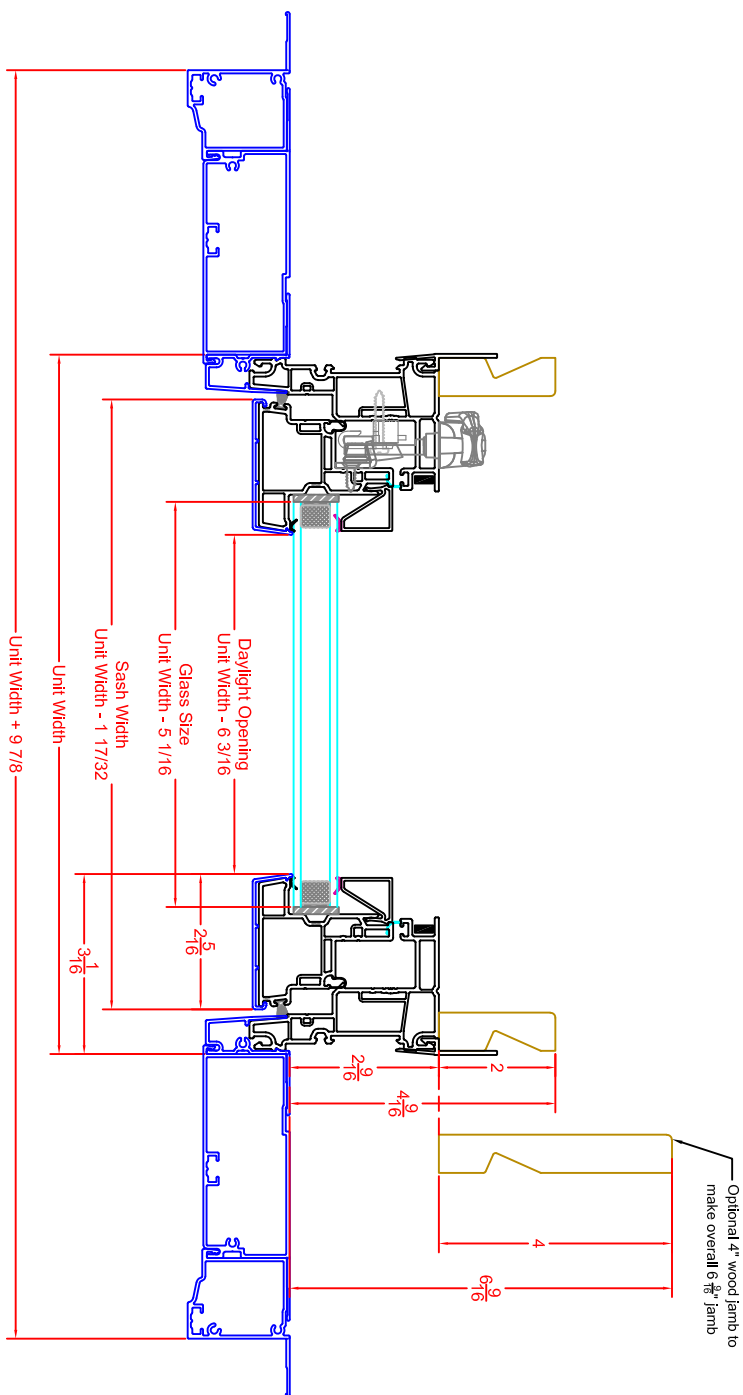 Optional 4" wood jamb to
make overall 6 9/16" jamb
2
4
2 9/16
4 9/16
6 9/16
Daylight Opening
Unit Width - 6 3/16
Glass Size
Unit Width - 5 1/16
Sash Width
Unit Width - 1 17/32
Unit Width
Unit Width + 9 7/8
2 5/16
3 1/16